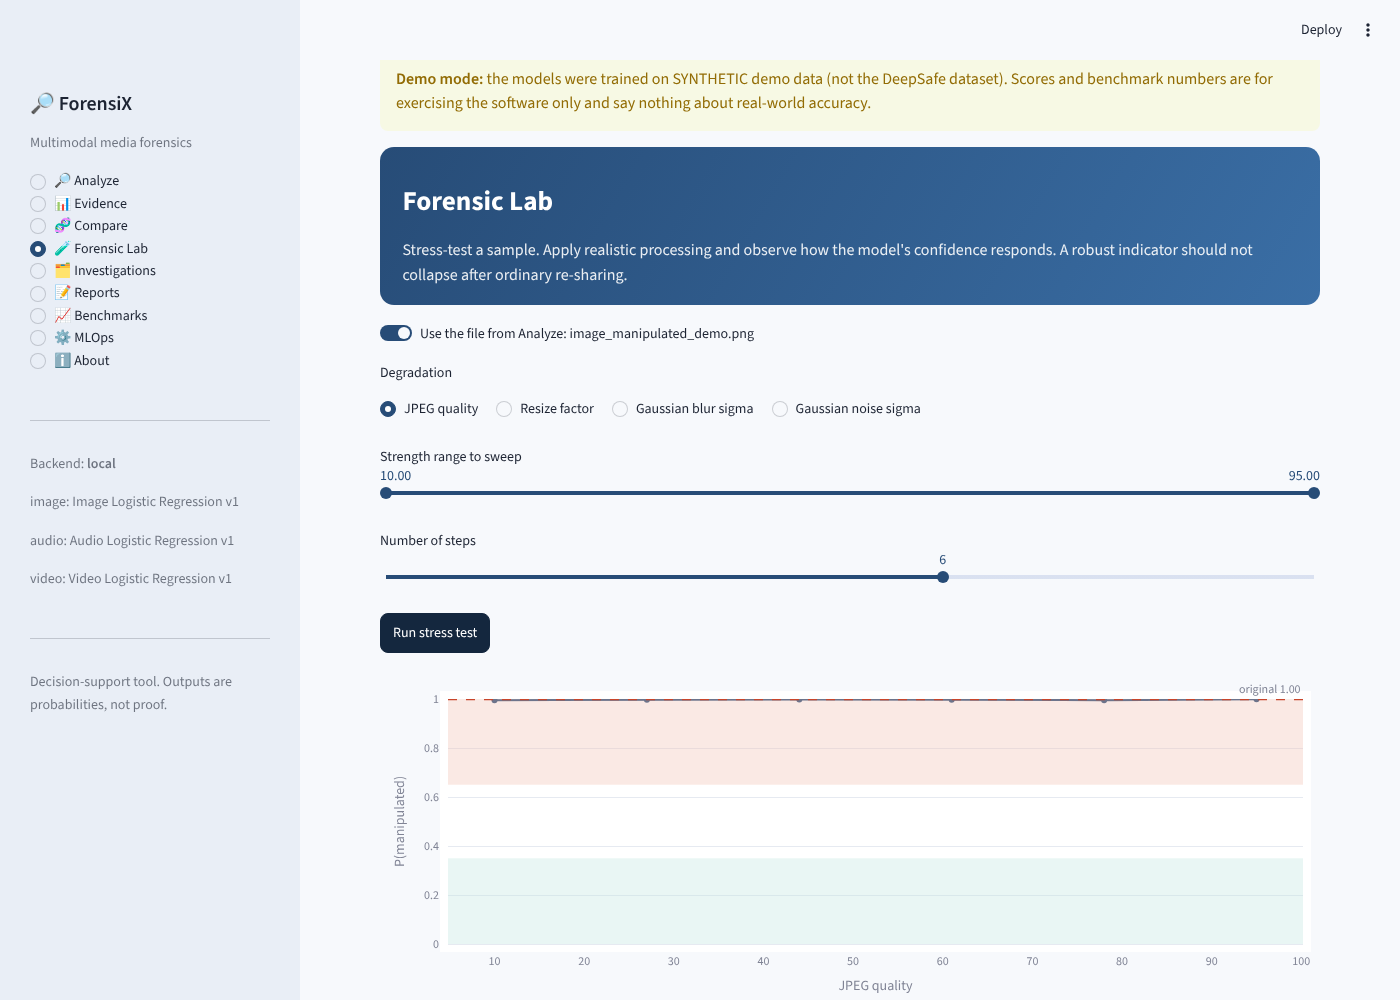 Deploy
🔎 ForensiX
Multimodal media forensics
🔎 Analyze
📊 Evidence
🧬 Compare
🧪 Forensic Lab
🗂️ Investigations
📝 Reports
📈 Benchmarks
⚙️ MLOps
ℹ️ About
Backend: local
image: Image Logistic Regression v1
audio: Audio Logistic Regression v1
video: Video Logistic Regression v1
Decision-support tool. Outputs are
probabilities, not proof.
Demo mode: the models were trained on SYNTHETIC demo data (not the DeepSafe dataset). Scores and benchmark numbers are for
exercising the software only and say nothing about real-world accuracy.
Forensic Lab
Stress-test a sample. Apply realistic processing and observe how the model's confidence responds. A robust indicator should not
collapse after ordinary re-sharing.
Use the file from Analyze: image_manipulated_demo.png
Degradation
JPEG quality Resize factor Gaussian blur sigma Gaussian noise sigma
Strength range to sweep
10.00 95.00
Number of steps
6
Run stress test
original 1.00
1
0.8
0.6
0.4
0.2
0
P(manipulated)
10 20 30 40 50 60 70 80 90 100
JPEG quality